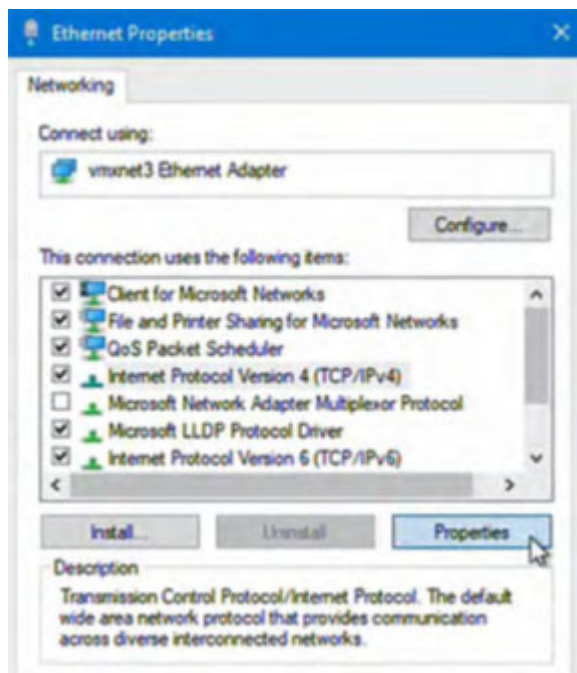 Ethernet Properties
Networking
Connect using:
vmxnet3 Ethernet Adapter
Configure...
This connection uses the following items:
Client for Microsoft Networks
File and Printer Sharing for Microsoft Networks
QoS Packet Scheduler
Internet Protocol Version 4 (TCP/IPv4)
Microsoft Network Adapter Multiplexor Protocol
Microsoft LLDP Protocol Driver
Internet Protocol Version 6 (TCP/IPv6)
Install... Uninstall Properties
Description
Transmission Control Protocol/Internet Protocol. The default
wide area network protocol that provides communication
across diverse interconnected networks.